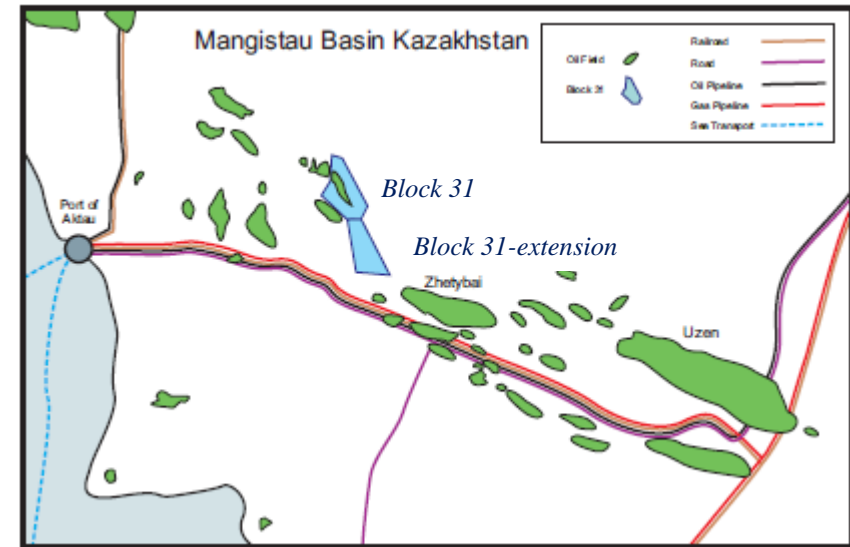 Mangistau Basin Kazakhstan
Oil Field
Block 31
Railroad
Road
Oil Pipeline
Gas Pipeline
Sea Transport
Block 31
Port of
Aktau
Block 31-extension
Zhetybai
Uzen